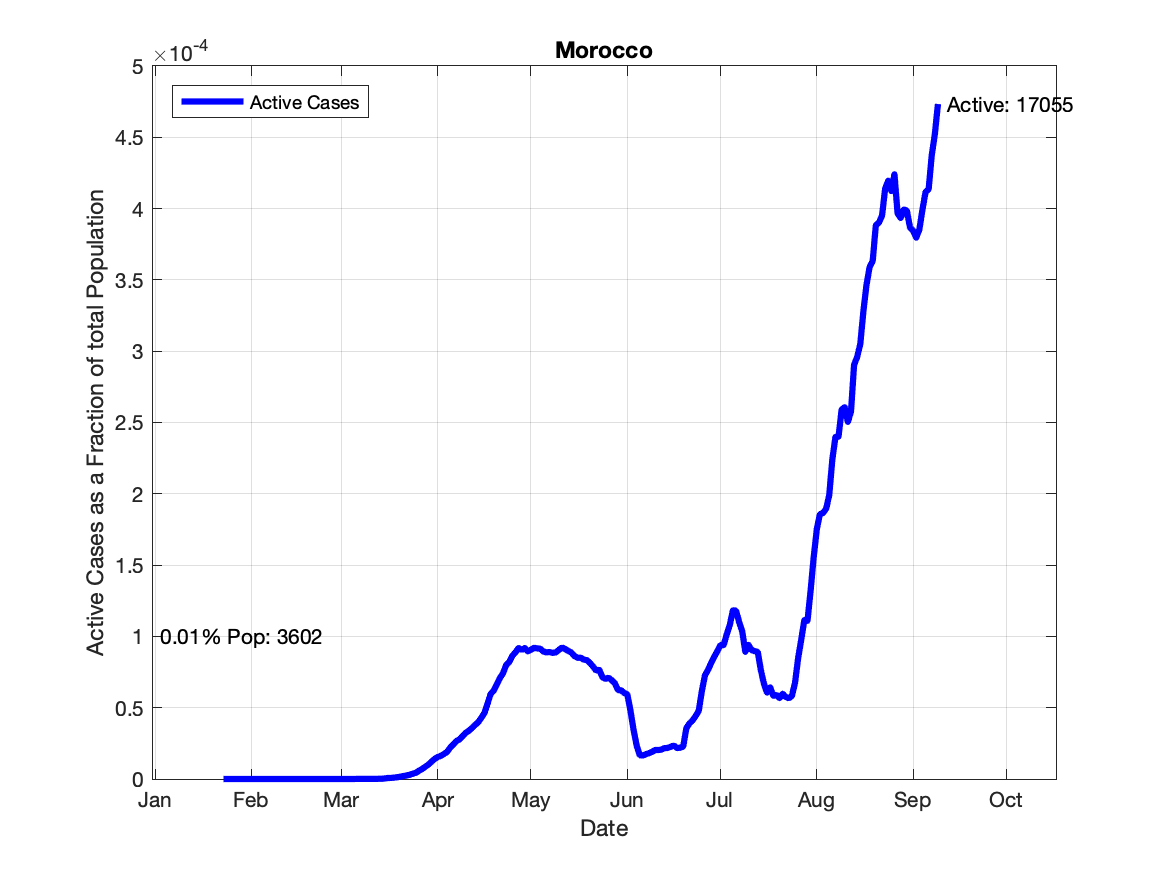 Morocco
×10-4
Active Cases
Active: 17055
0.01% Pop: 3602
5
4.5
4
3.5
3
2.5
2
1.5
1
0.5
0
Active Cases as a Fraction of total Population
Jan Feb Mar Apr May Jun Jul Aug Sep Oct
Date